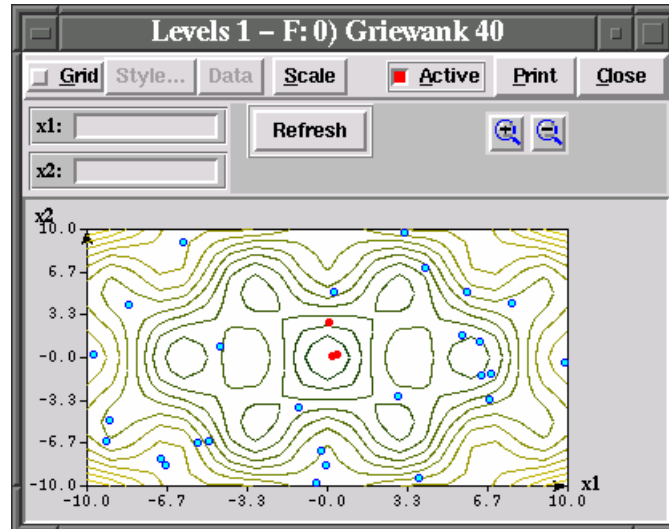 Levels 1 – F: 0) Griewank 40
Grid Style... Data Scale Active Print Close
x1: Refresh
x2:
x2
10.0
6.7
3.3
-0.0
-3.3
-6.7
-10.0
x1
-10.0 -6.7 -3.3 -0.0 3.3 6.7 10.0